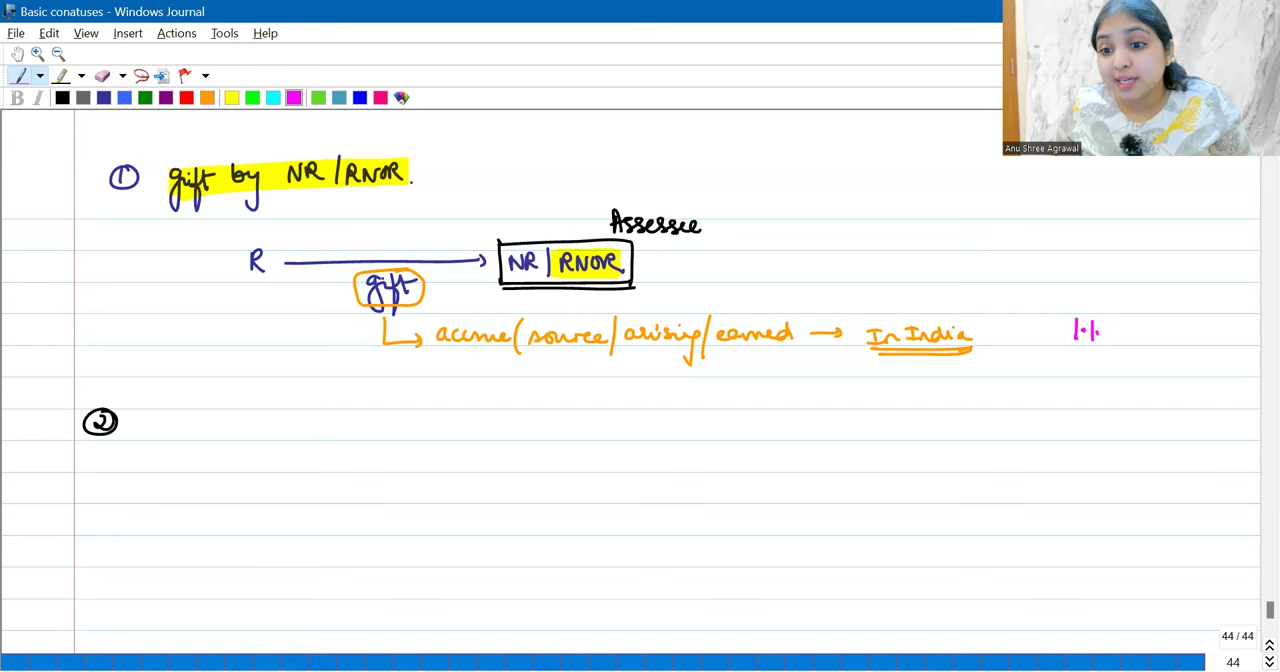 Basic conatuses - Windows Journal
File Edit View Insert Actions Tools Help
B I
Anu Shree Agrawal
① gift by NR/RNOR.
Assessee
R NR/RNOR
gift
accrue(source/arising/earned → In India
②
44 / 44
44